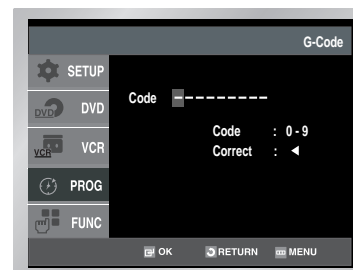 G-Code
SETUP
DVD DVD
VCR VCR
PROG
FUNC
Code --------
Code : 0-9
Correct : ◀
OK RETURN MENU